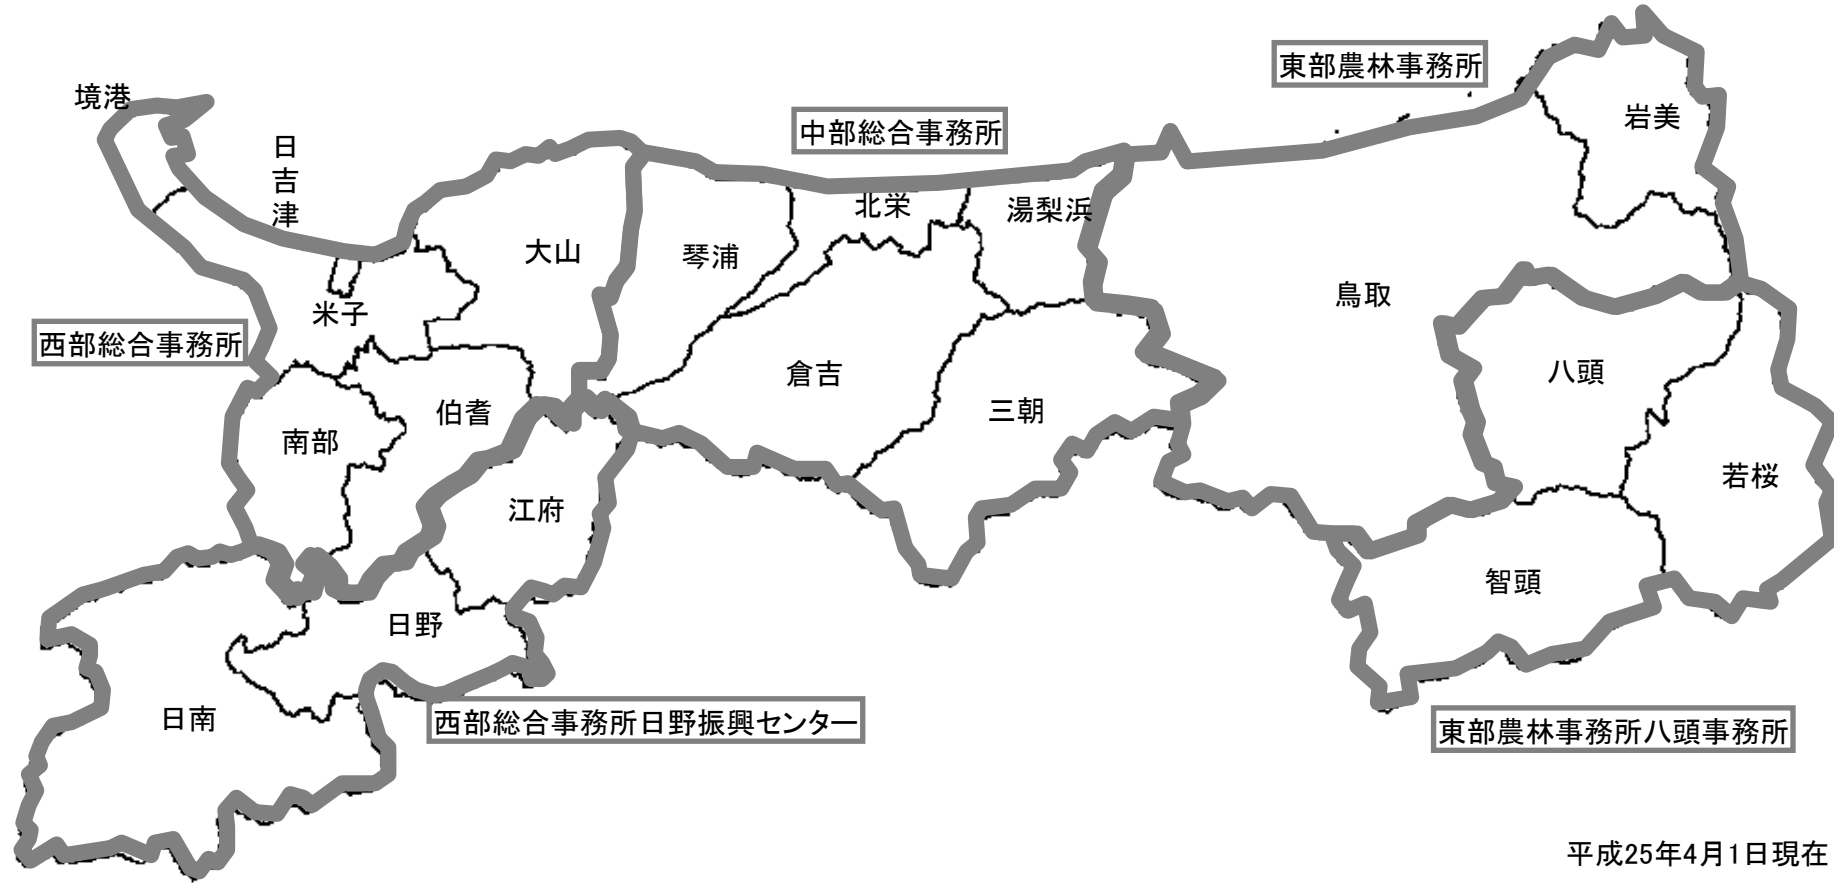 東部農林事務所
境港
岩美
中部総合事務所
日吉津
北栄
湯梨浜
大山
琴浦
鳥取
米子
西部総合事務所
八頭
倉吉
三朝
伯耆
南部
若桜
江府
智頭
日野
日南
西部総合事務所日野振興センター
東部農林事務所八頭事務所
平成25年4月1日現在